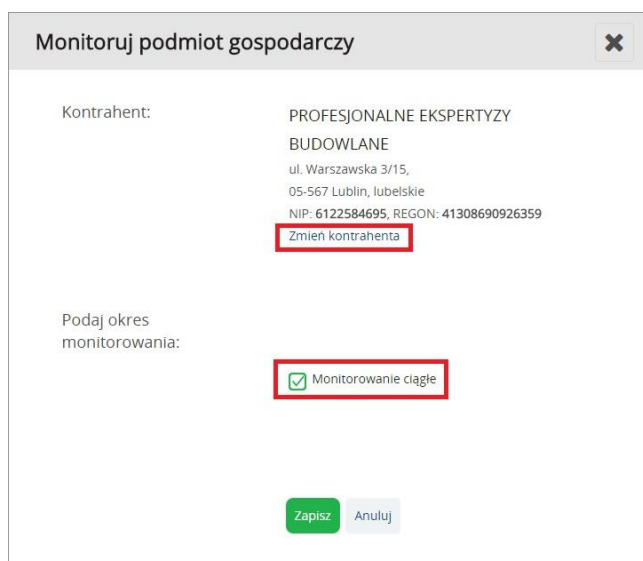 Monitoruj podmiot gospodarczy
Kontrahent:
PROFESJONALNE EKSPERTYZY
BUDOWLANE
ul. Warszawska 3/15,
05-567 Lublin, lubelskie
NIP: 6122584695, REGON: 41308690926359
Zmień kontrahenta
Podaj okres
monitorowania:
Monitorowanie ciągłe
Zapisz
Anuluj